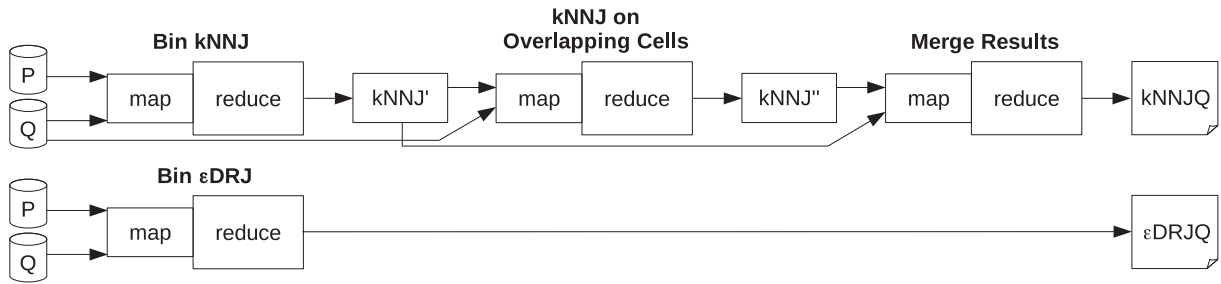 kNNJ on
Bin kNNJ Overlapping Cells Merge Results
P
map reduce kNNJ' map reduce kNNJ" map reduce kNNJQ
Q
Bin εDRJ
P
map reduce εDRJQ
Q